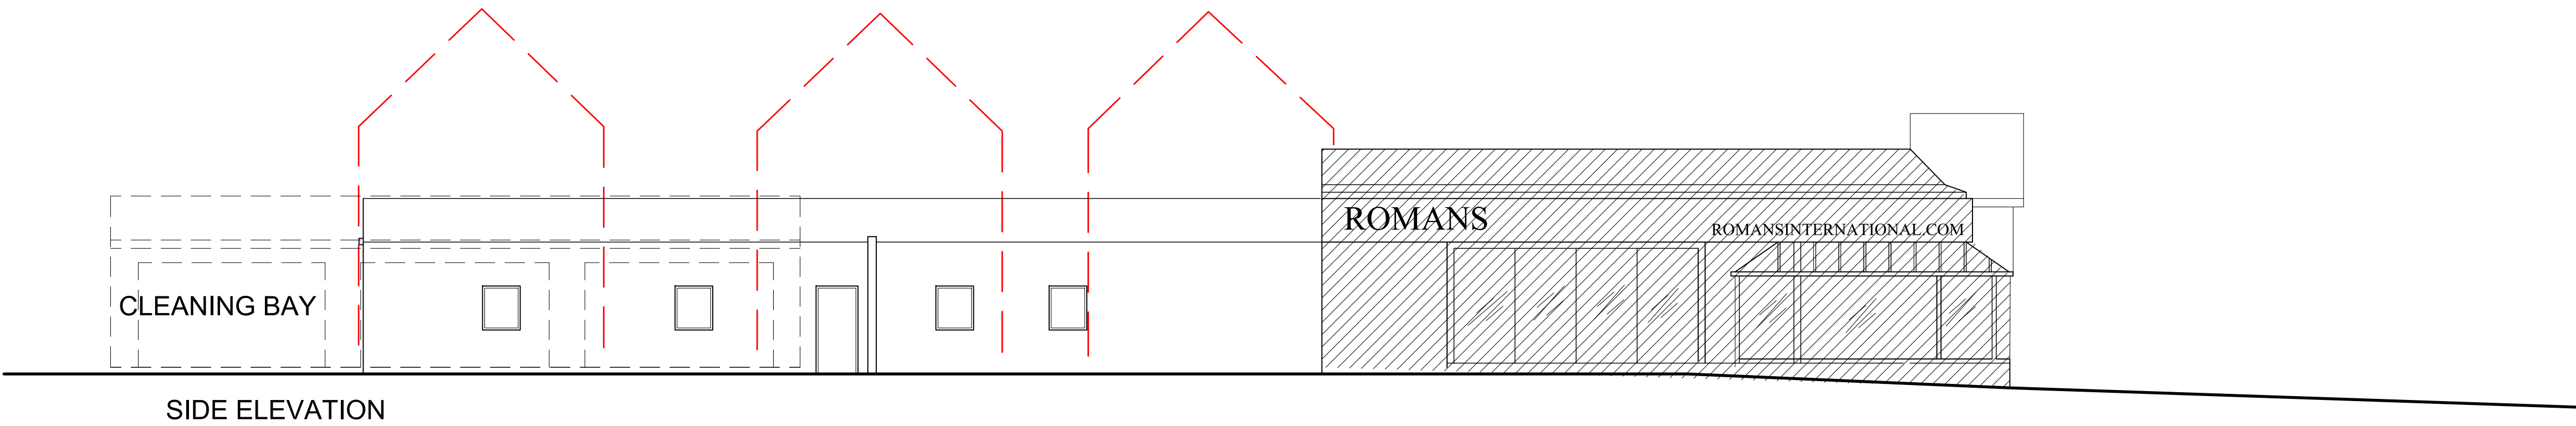 ROMANS
ROMANSINTERNATIONAL.COM
CLEANING BAY
SIDE ELEVATION